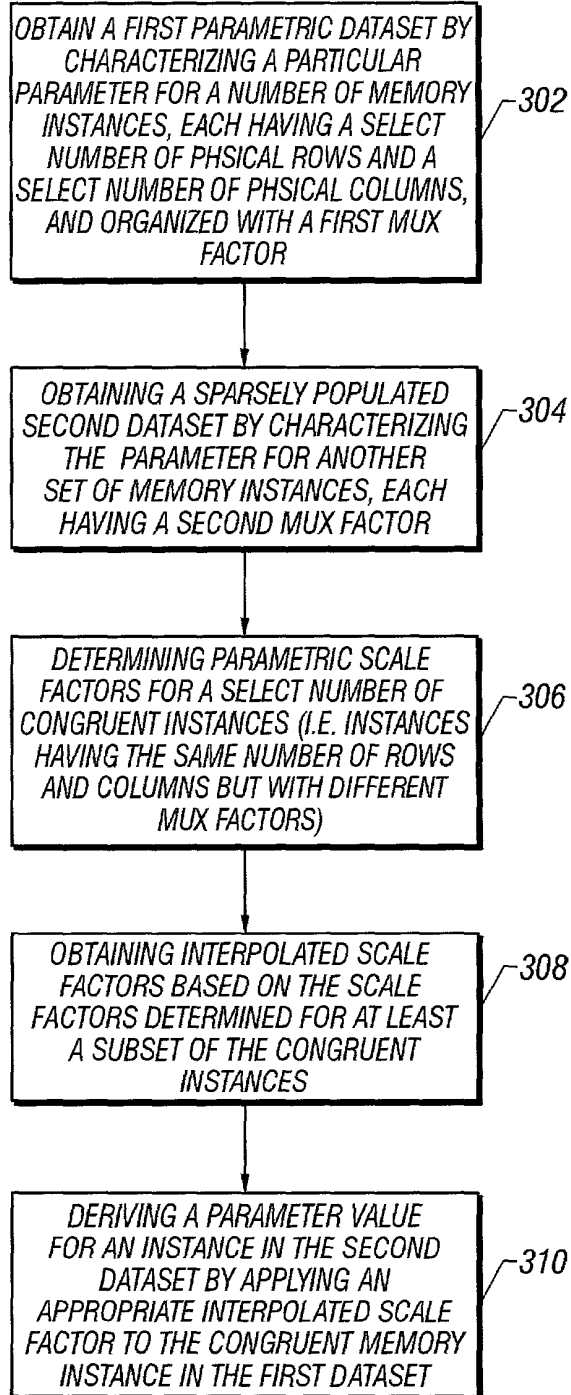 OBTAIN A FIRST PARAMETRIC DATASET BY
CHARACTERIZING A PARTICULAR
PARAMETER FOR A NUMBER OF MEMORY
INSTANCES, EACH HAVING A SELECT
NUMBER OF PHSICAL ROWS AND A
SELECT NUMBER OF PHSICAL COLUMNS,
AND ORGANIZED WITH A FIRST MUX
FACTOR
302
OBTAINING A SPARSELY POPULATED
SECOND DATASET BY CHARACTERIZING
THE PARAMETER FOR ANOTHER
SET OF MEMORY INSTANCES, EACH
HAVING A SECOND MUX FACTOR
304
DETERMINING PARAMETRIC SCALE
FACTORS FOR A SELECT NUMBER OF
CONGRUENT INSTANCES (I.E. INSTANCES
HAVING THE SAME NUMBER OF ROWS
AND COLUMNS BUT WITH DIFFERENT
MUX FACTORS)
306
OBTAINING INTERPOLATED SCALE
FACTORS BASED ON THE SCALE
FACTORS DETERMINED FOR AT LEAST
A SUBSET OF THE CONGRUENT
INSTANCES
308
DERIVING A PARAMETER VALUE
FOR AN INSTANCE IN THE SECOND
DATASET BY APPLYING AN
APPROPRIATE INTERPOLATED SCALE
FACTOR TO THE CONGRUENT MEMORY
INSTANCE IN THE FIRST DATASET
310